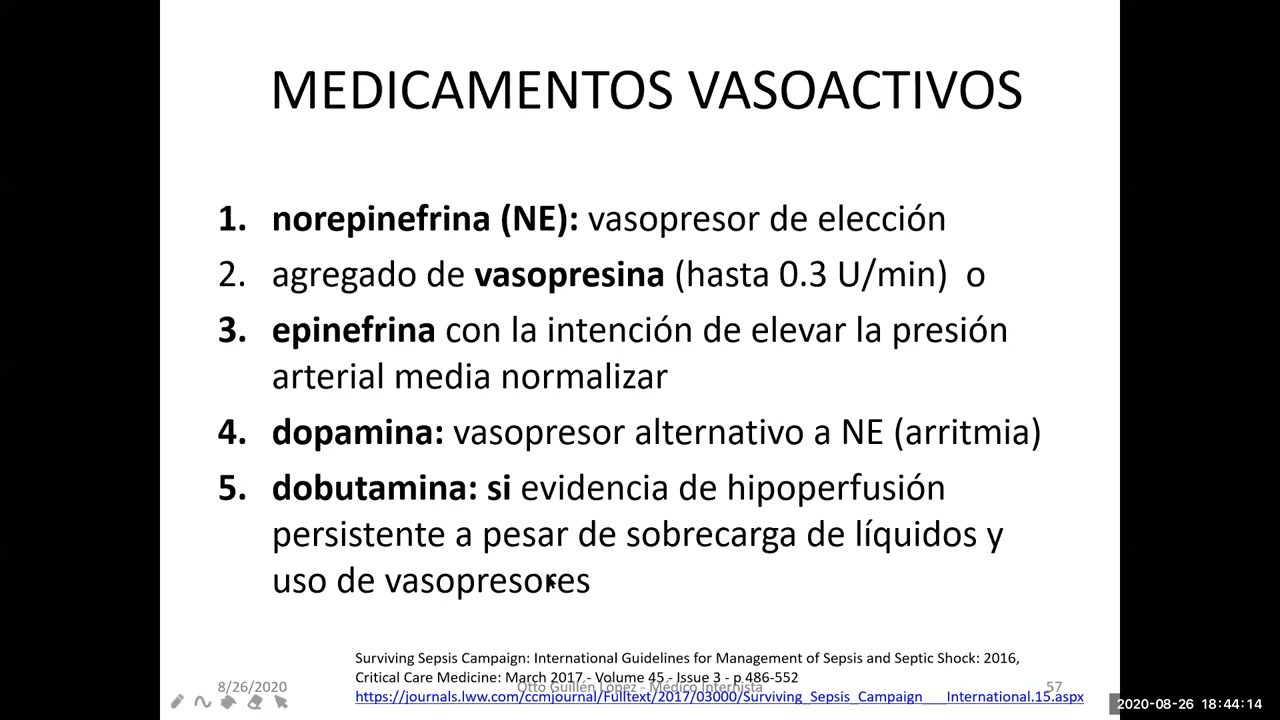 MEDICAMENTOS VASOACTIVOS
1. norepinefrina (NE): vasopresor de elección
2. agregado de vasopresina (hasta 0.3 U/min) o
3. epinefrina con la intención de elevar la presión
arterial media normalizar
4. dopamina: vasopresor alternativo a NE (arritmia)
5. dobutamina: si evidencia de hipoperfusión
persistente a pesar de sobrecarga de líquidos y
uso de vasopresores
Surviving Sepsis Campaign: International Guidelines for Management of Sepsis and Septic Shock: 2016,
Critical Care Medicine: March 2017 - Volume 45 - Issue 3 - p 486-552
8/26/2020 Otto Guillén López - Médico Internista 57
https://journals.lww.com/ccmjournal/Fulltext/2017/03000/Surviving_Sepsis_Campaign___International.15.aspx
2020-08-26 18:44:14